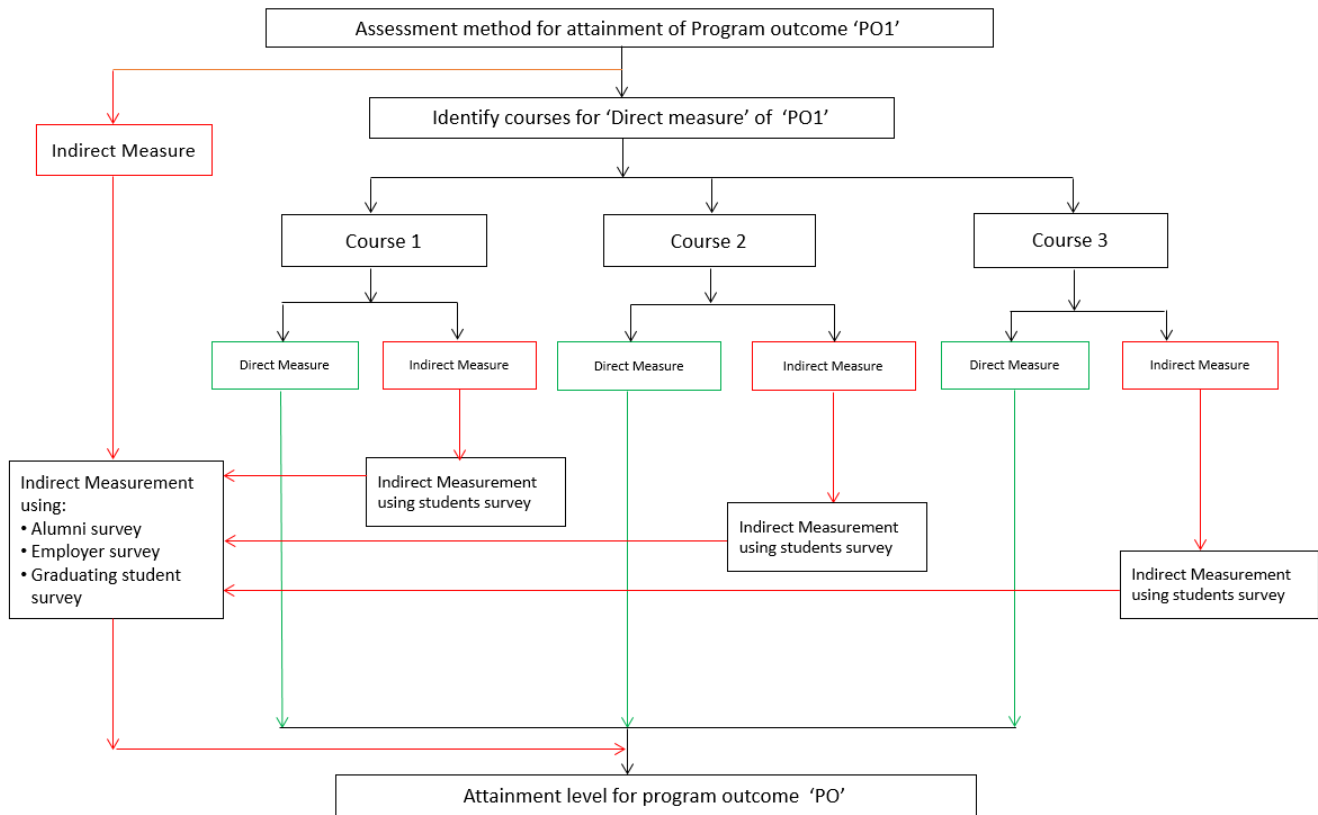 Assessment method for attainment of Program outcome ‘PO1’
Identify courses for ‘Direct measure’ of ‘PO1’
Indirect Measure
Course 1
Course 2
Course 3
Direct Measure
Indirect Measure
Direct Measure
Indirect Measure
Direct Measure
Indirect Measure
Indirect Measurement
using:
• Alumni survey
• Employer survey
• Graduating student
survey
Indirect Measurement
using students survey
Indirect Measurement
using students survey
Indirect Measurement
using students survey
Attainment level for program outcome ‘PO’